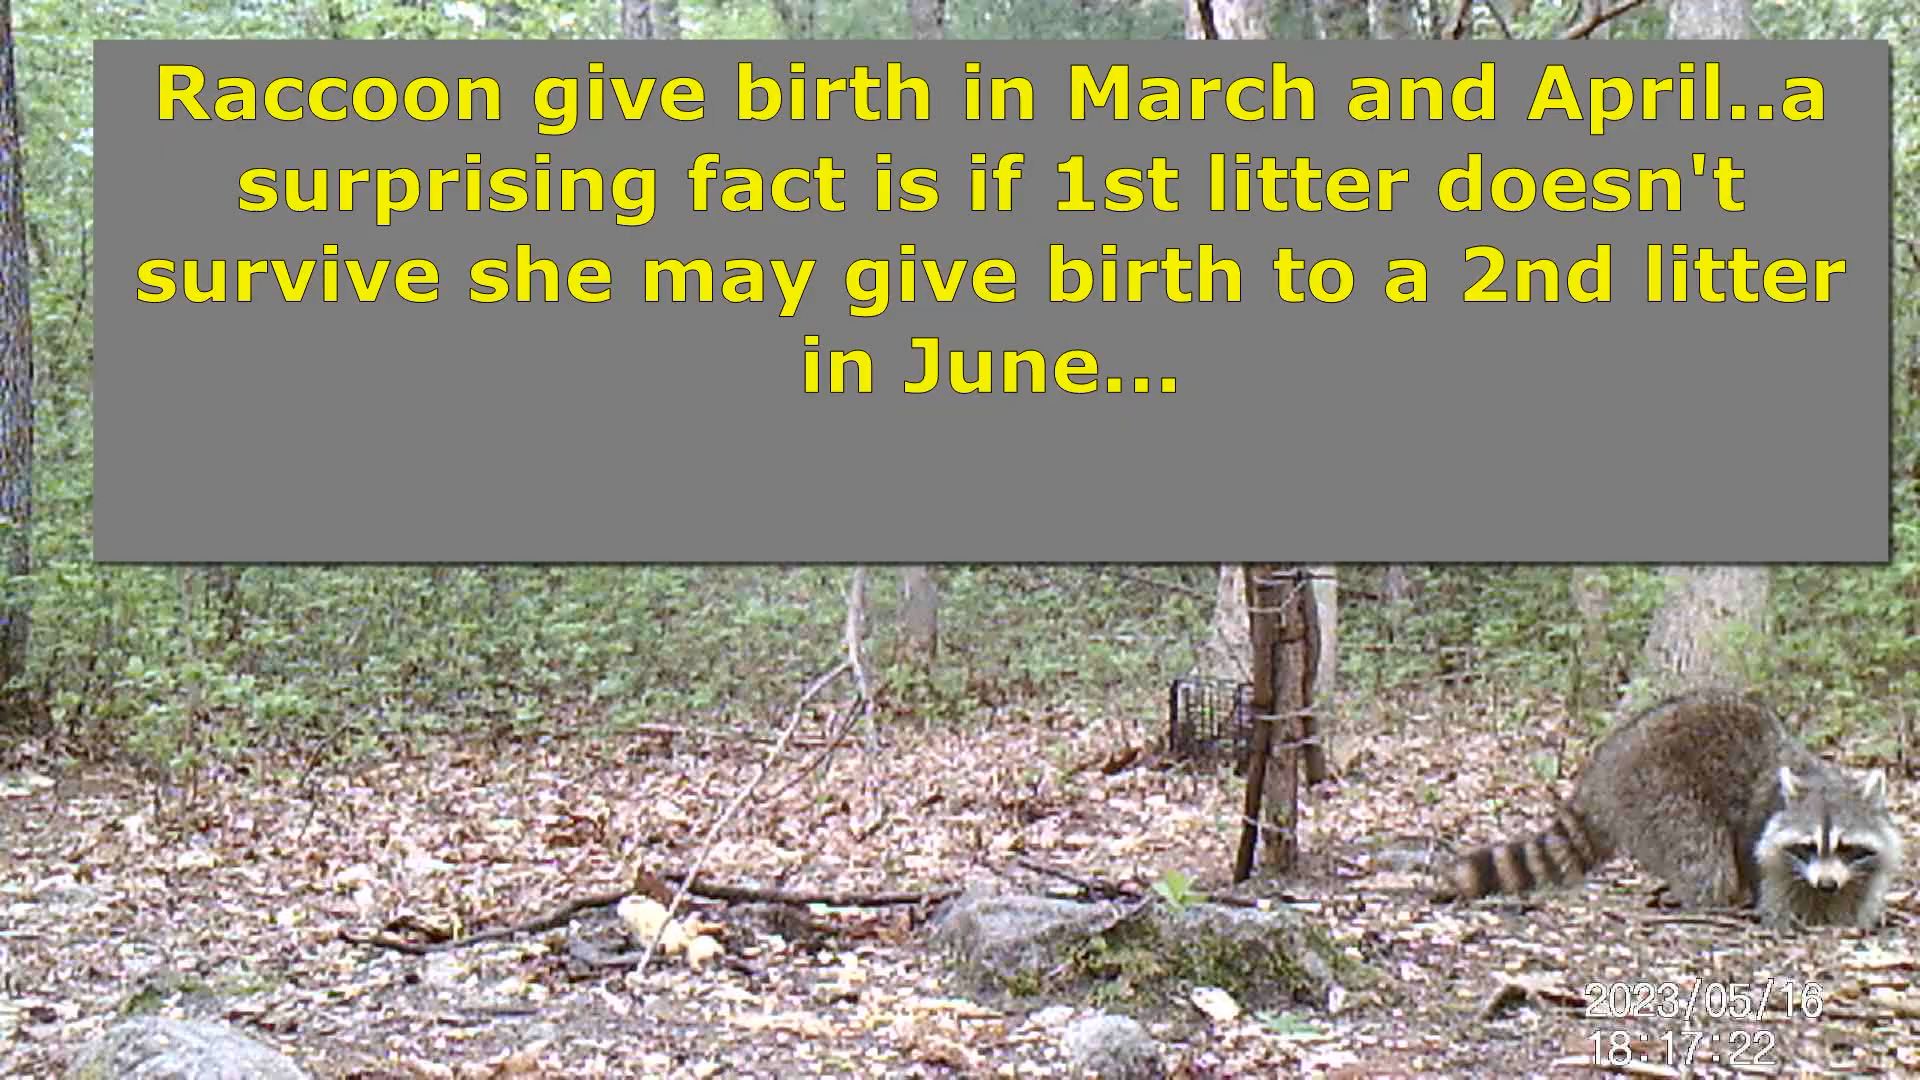 Raccoon give birth in March and April..a
surprising fact is if 1st litter doesn't
survive she may give birth to a 2nd litter
in June...
2023/05/16
18:17:22